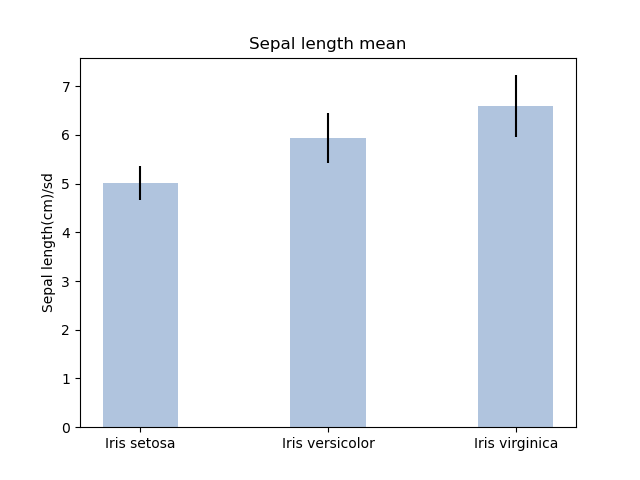 Sepal length mean
Sepal length(cm)/sd
7
6
5
4
3
2
1
0
Iris setosa
Iris versicolor
Iris virginica